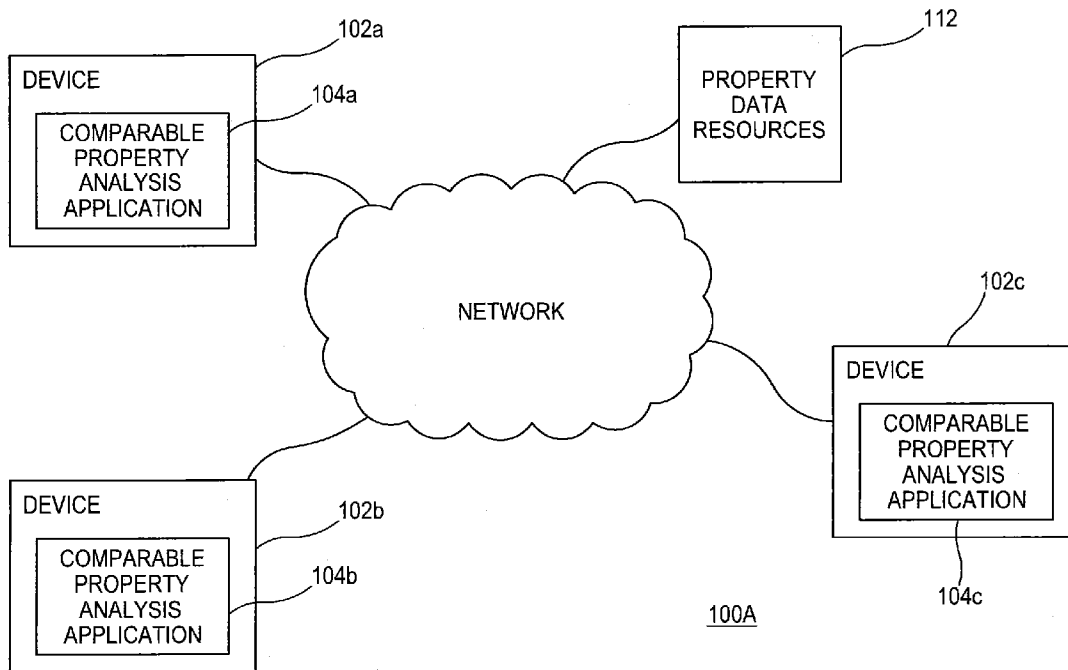 102a
DEVICE
104a
COMPARABLE
PROPERTY
ANALYSIS
APPLICATION
112
PROPERTY
DATA
RESOURCES
NETWORK
102c
DEVICE
COMPARABLE
PROPERTY
ANALYSIS
APPLICATION
104c
DEVICE
102b
COMPARABLE
PROPERTY
ANALYSIS
APPLICATION
104b
100A